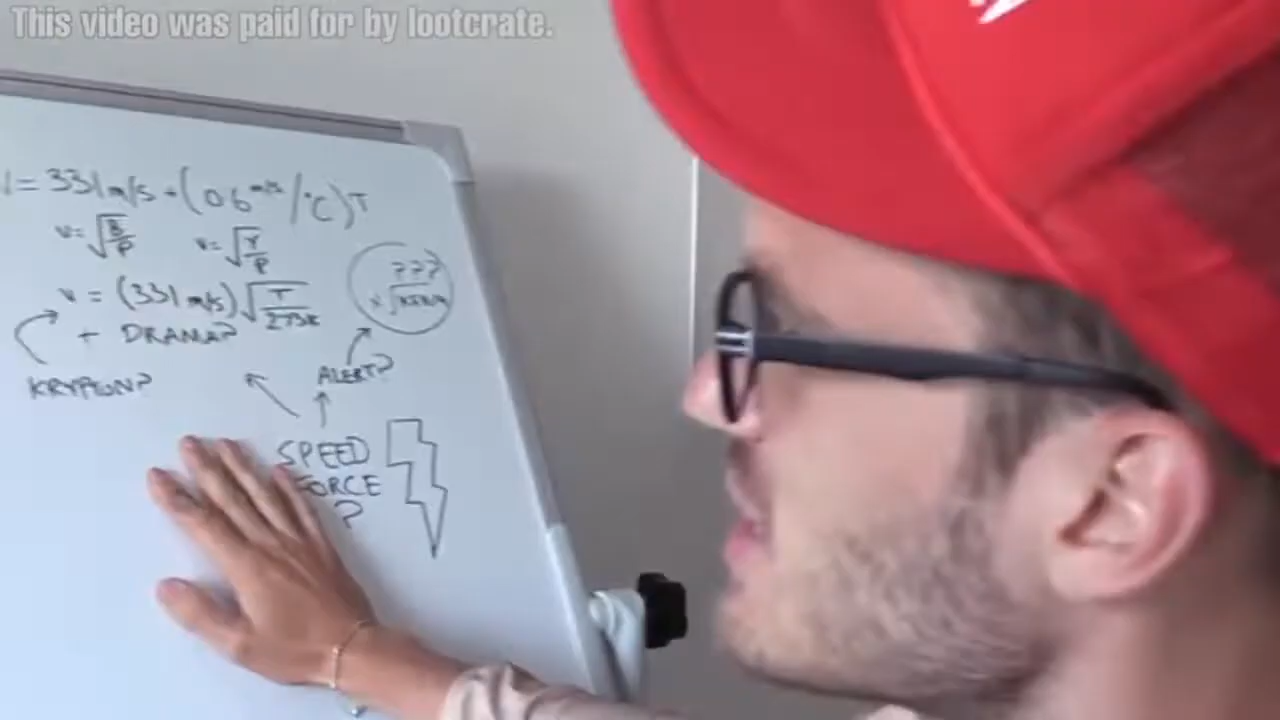 This video was paid for by lootcrate.
= 331 m/s + (0.6 m/s/°C)T
v = √B/ρ v = √Y/ρ
v = (331 m/s) √T/273K
???
+ DRAMA?
KRYPTON? ALERT?
SPEED
FORCE
?